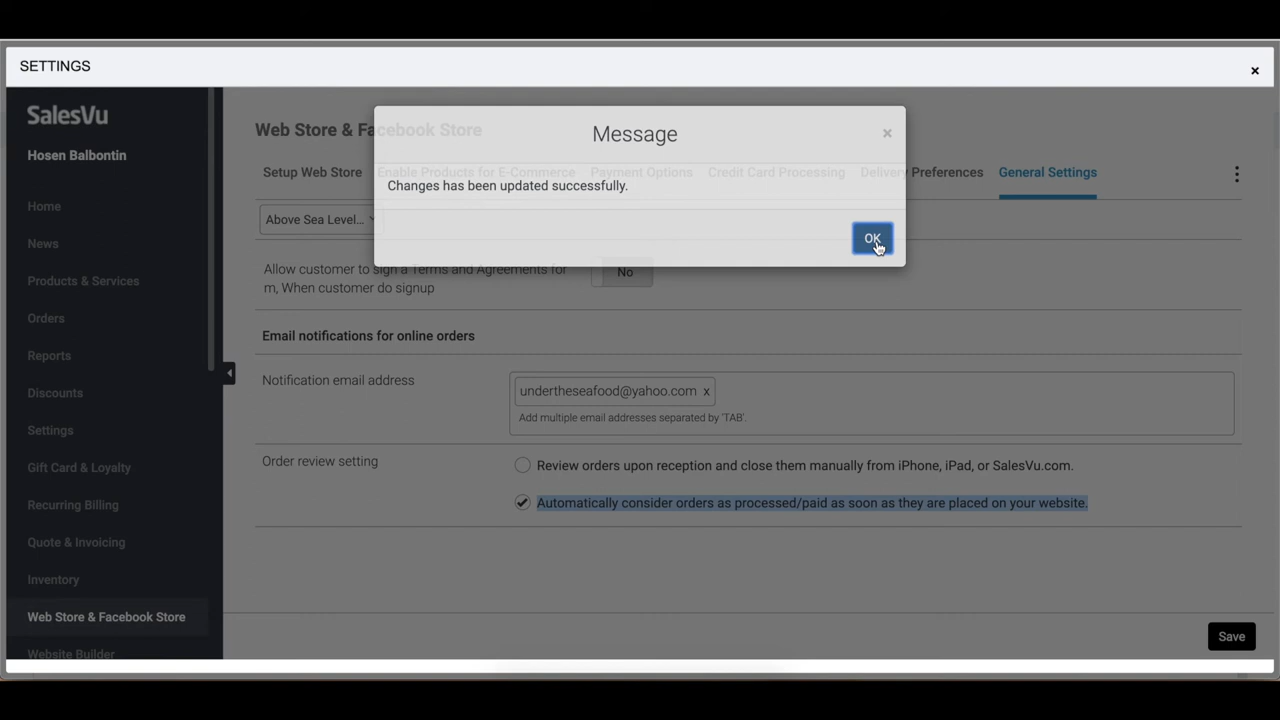 SETTINGS
×
SalesVu
Hosen Balbontin
Home
News
Products & Services
Orders
Reports
Discounts
Settings
Gift Card & Loyalty
Recurring Billing
Quote & Invoicing
Inventory
Web Store & Facebook Store
Website Builder
Web Store & Facebook Store
Setup Web Store
Enable Products for E-Commerce
Payment Options
Credit Card Processing
Delivery Preferences
General Settings
Message
×
Changes has been updated successfully.
OK
Above Sea Level...
Allow customer to sign a Terms and Agreements for
m, When customer do signup
No
Email notifications for online orders
Notification email address
undertheseafood@yahoo.com x
Add multiple email addresses separated by 'TAB'.
Order review setting
Review orders upon reception and close them manually from iPhone, iPad, or SalesVu.com.
Automatically consider orders as processed/paid as soon as they are placed on your website.
Save